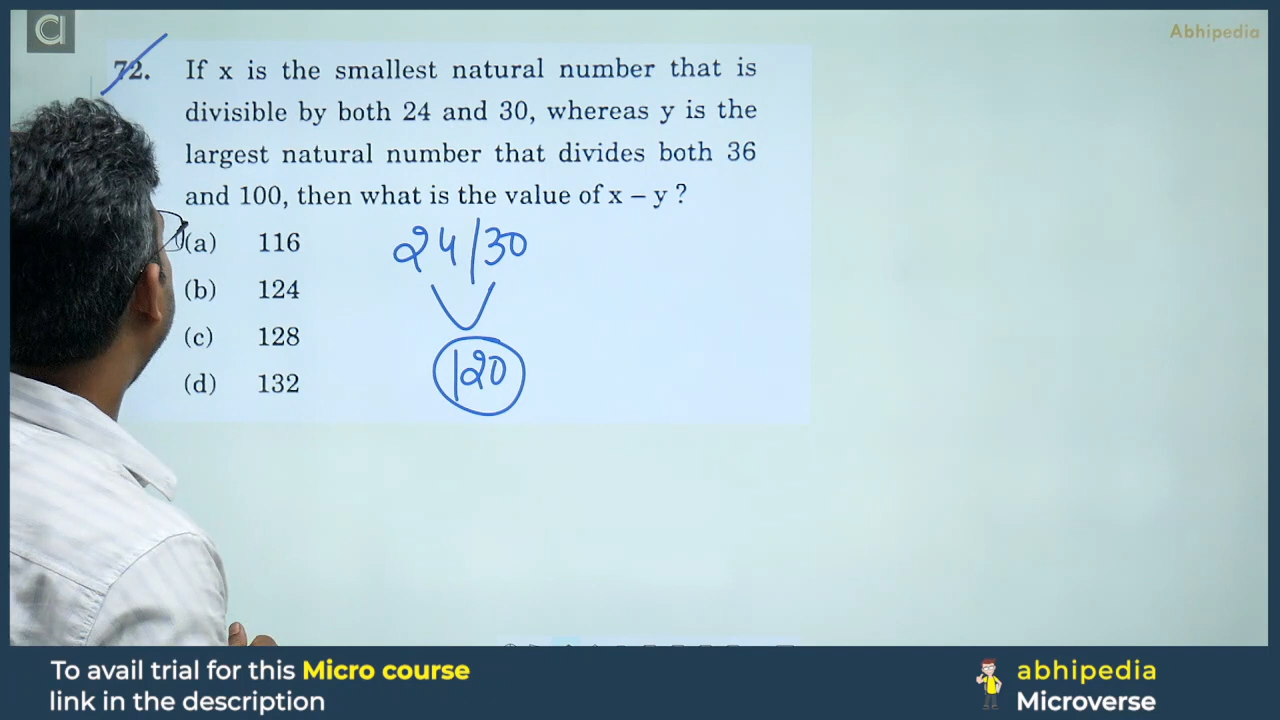 Abhipedia
72. If x is the smallest natural number that is
divisible by both 24 and 30, whereas y is the
largest natural number that divides both 36
and 100, then what is the value of x – y ?
(a) 116
(b) 124
(c) 128
(d) 132
24/30
120
To avail trial for this Micro course
link in the description
abhipedia
Microverse